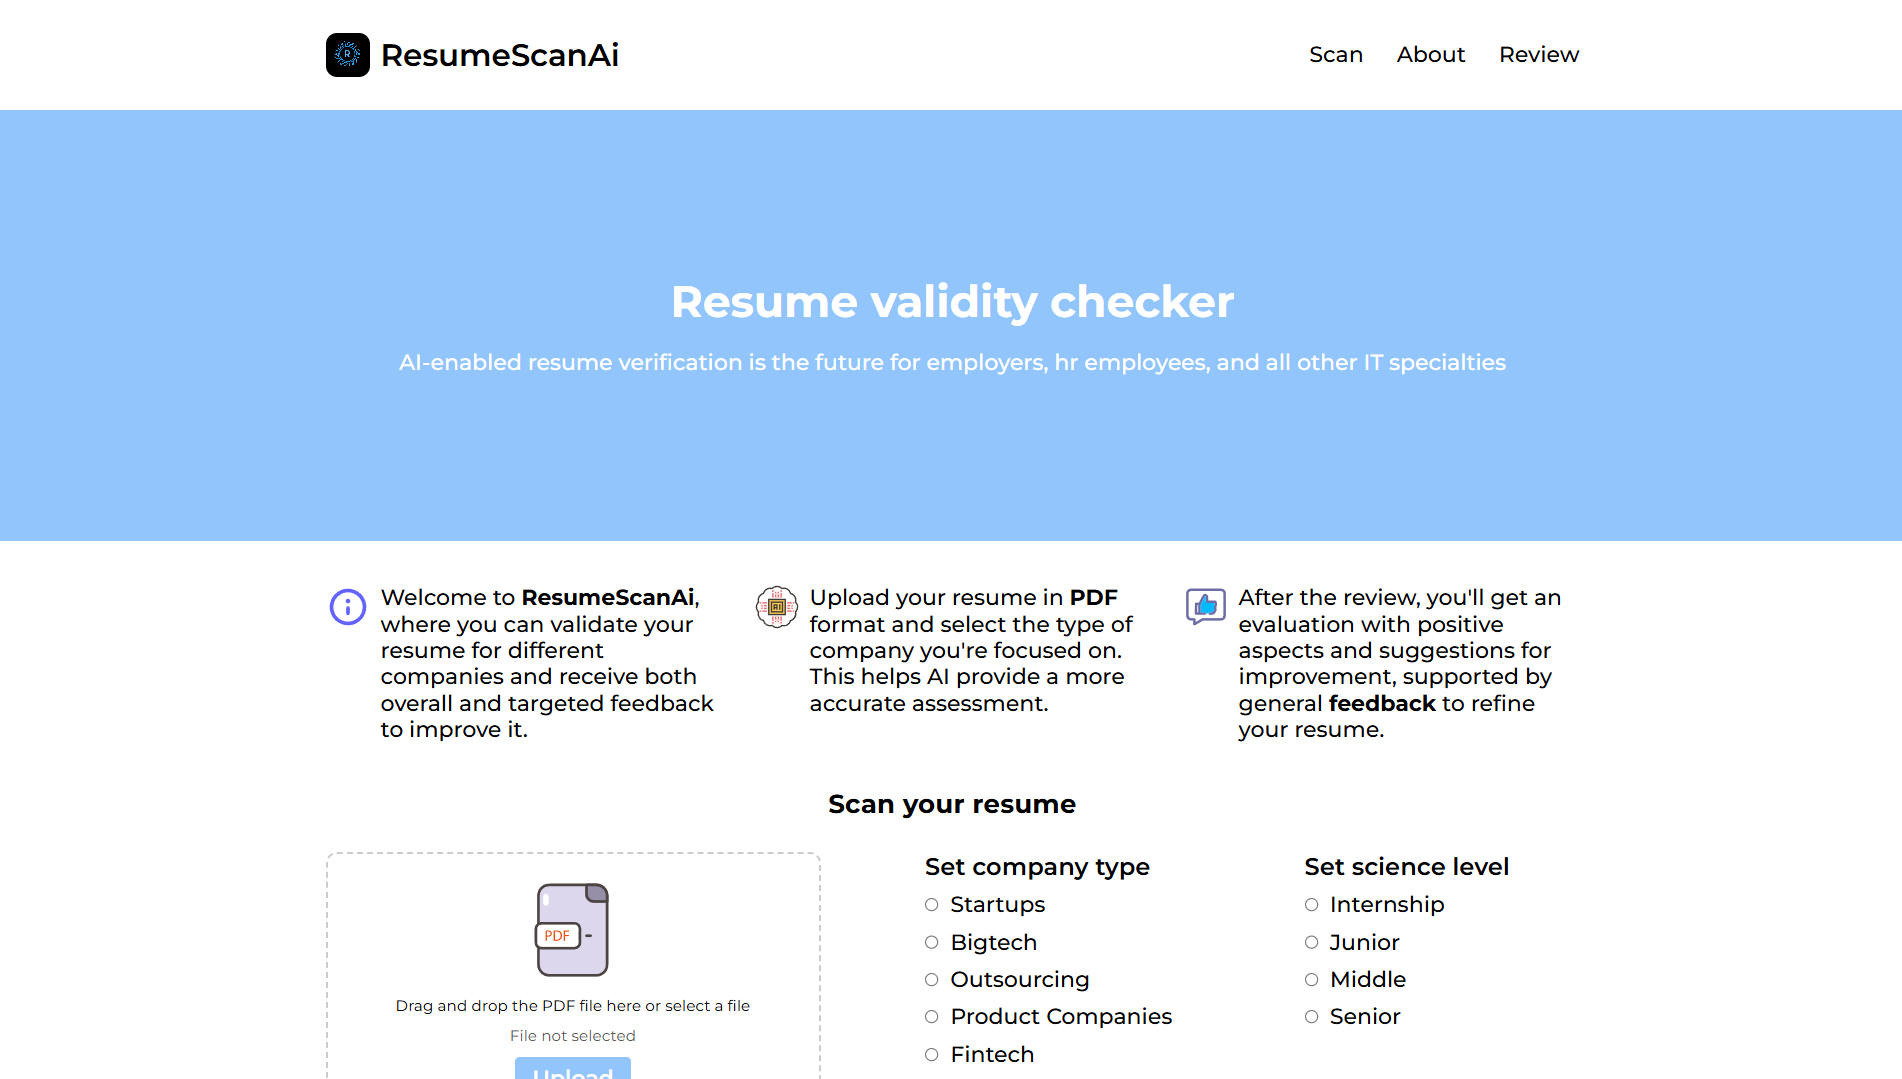 ResumeScanAi
Scan About Review
Resume validity checker
AI-enabled resume verification is the future for employers, hr employees, and all other IT specialties
Welcome to ResumeScanAi,
where you can validate your
resume for different
companies and receive both
overall and targeted feedback
to improve it.
AI
Upload your resume in PDF
format and select the type of
company you're focused on.
This helps AI provide a more
accurate assessment.
After the review, you'll get an
evaluation with positive
aspects and suggestions for
improvement, supported by
general feedback to refine
your resume.
Scan your resume
PDF
Drag and drop the PDF file here or select a file
File not selected
Upload
Set company type
Startups
Bigtech
Outsourcing
Product Companies
Fintech
Set science level
Internship
Junior
Middle
Senior